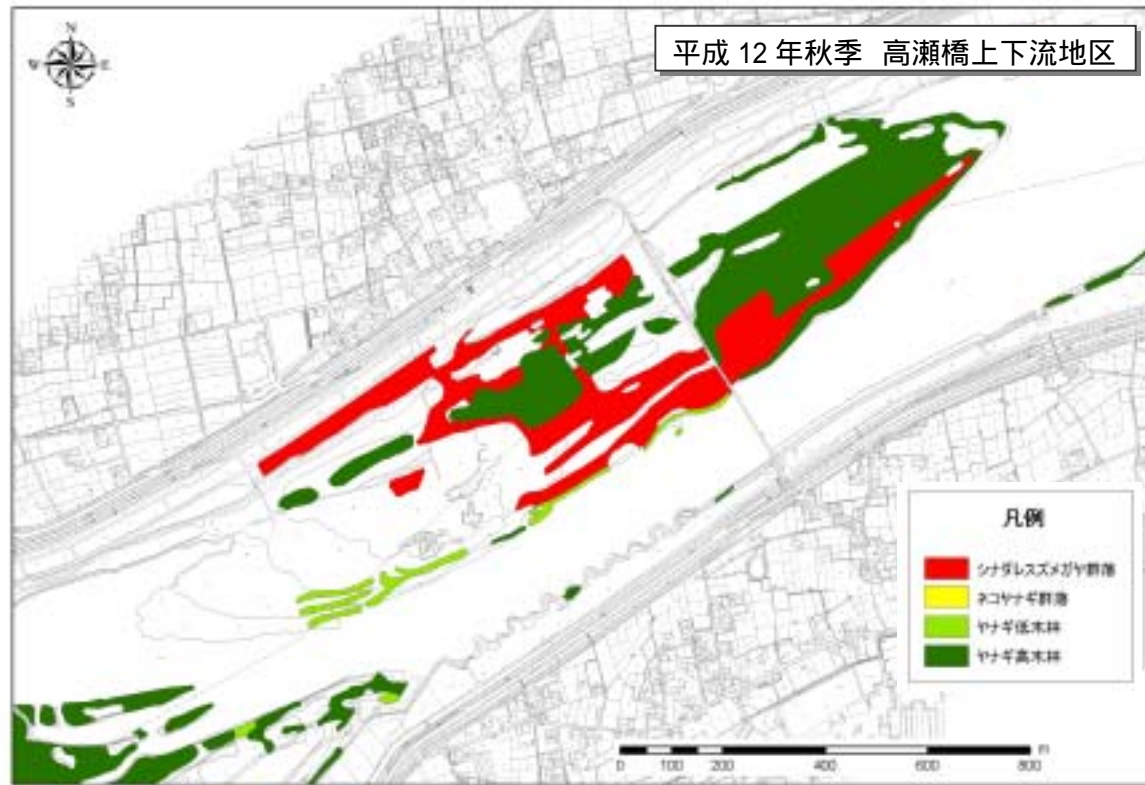 平成 12 年秋季 高瀬橋上下流地区
N
W E
S
凡例
シナダレスズメガヤ群落
ネコヤナギ群落
ヤナギ低木林
ヤナギ高木林
0 100 200 400 600 800 m